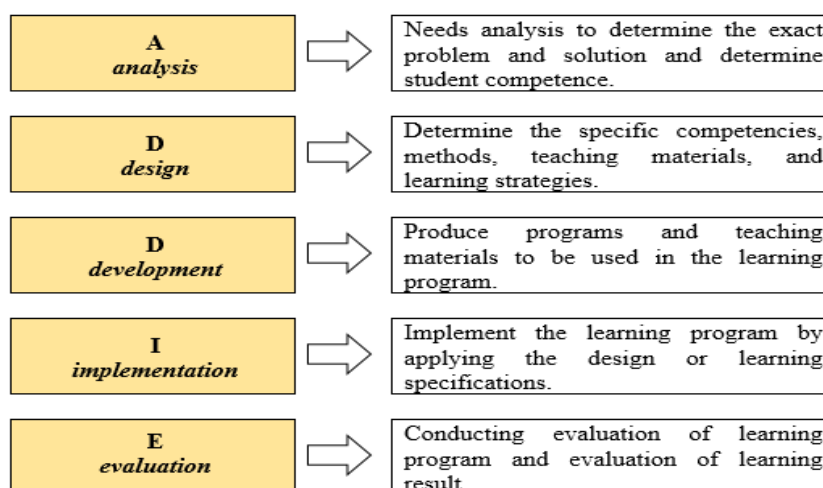 A
analysis
Needs analysis to determine the exact
problem and solution and determine
student competence.
D
design
Determine the specific competencies,
methods, teaching materials, and
learning strategies.
D
development
Produce programs and teaching
materials to be used in the learning
program.
I
implementation
Implement the learning program by
applying the design or learning
specifications.
E
evaluation
Conducting evaluation of learning
program and evaluation of learning
result